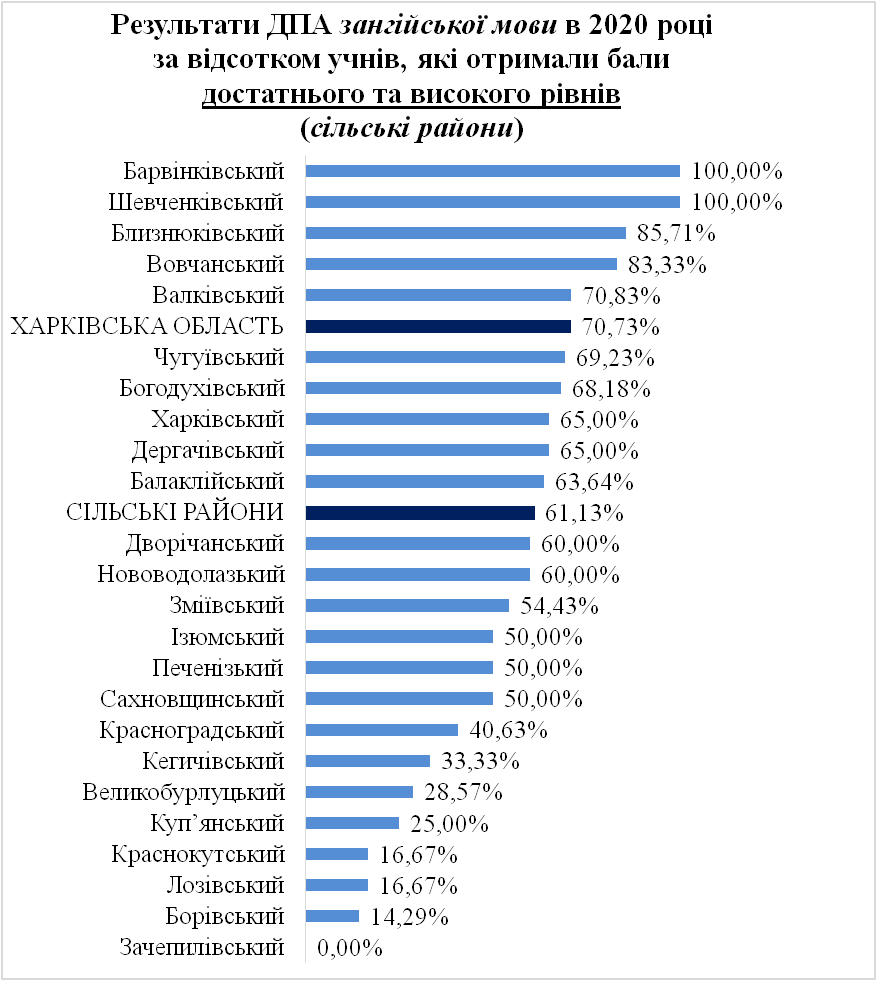 Результати ДПА зангійської мови в 2020 році
за відсотком учнів, які отримали бали
достатнього та високого рівнів
(сільські райони)
Барвінківський 100,00%
Шевченківський 100,00%
Близнюківський 85,71%
Вовчанський 83,33%
Валківський 70,83%
ХАРКІВСЬКА ОБЛАСТЬ 70,73%
Чугуївський 69,23%
Богодухівський 68,18%
Харківський 65,00%
Дергачівський 65,00%
Балаклійський 63,64%
СІЛЬСЬКІ РАЙОНИ 61,13%
Дворічанський 60,00%
Нововодолазький 60,00%
Зміївський 54,43%
Ізюмський 50,00%
Печенізький 50,00%
Сахновщинський 50,00%
Красноградський 40,63%
Кегичівський 33,33%
Великобурлуцький 28,57%
Куп’янський 25,00%
Краснокутський 16,67%
Лозівський 16,67%
Борівський 14,29%
Зачепилівський 0,00%